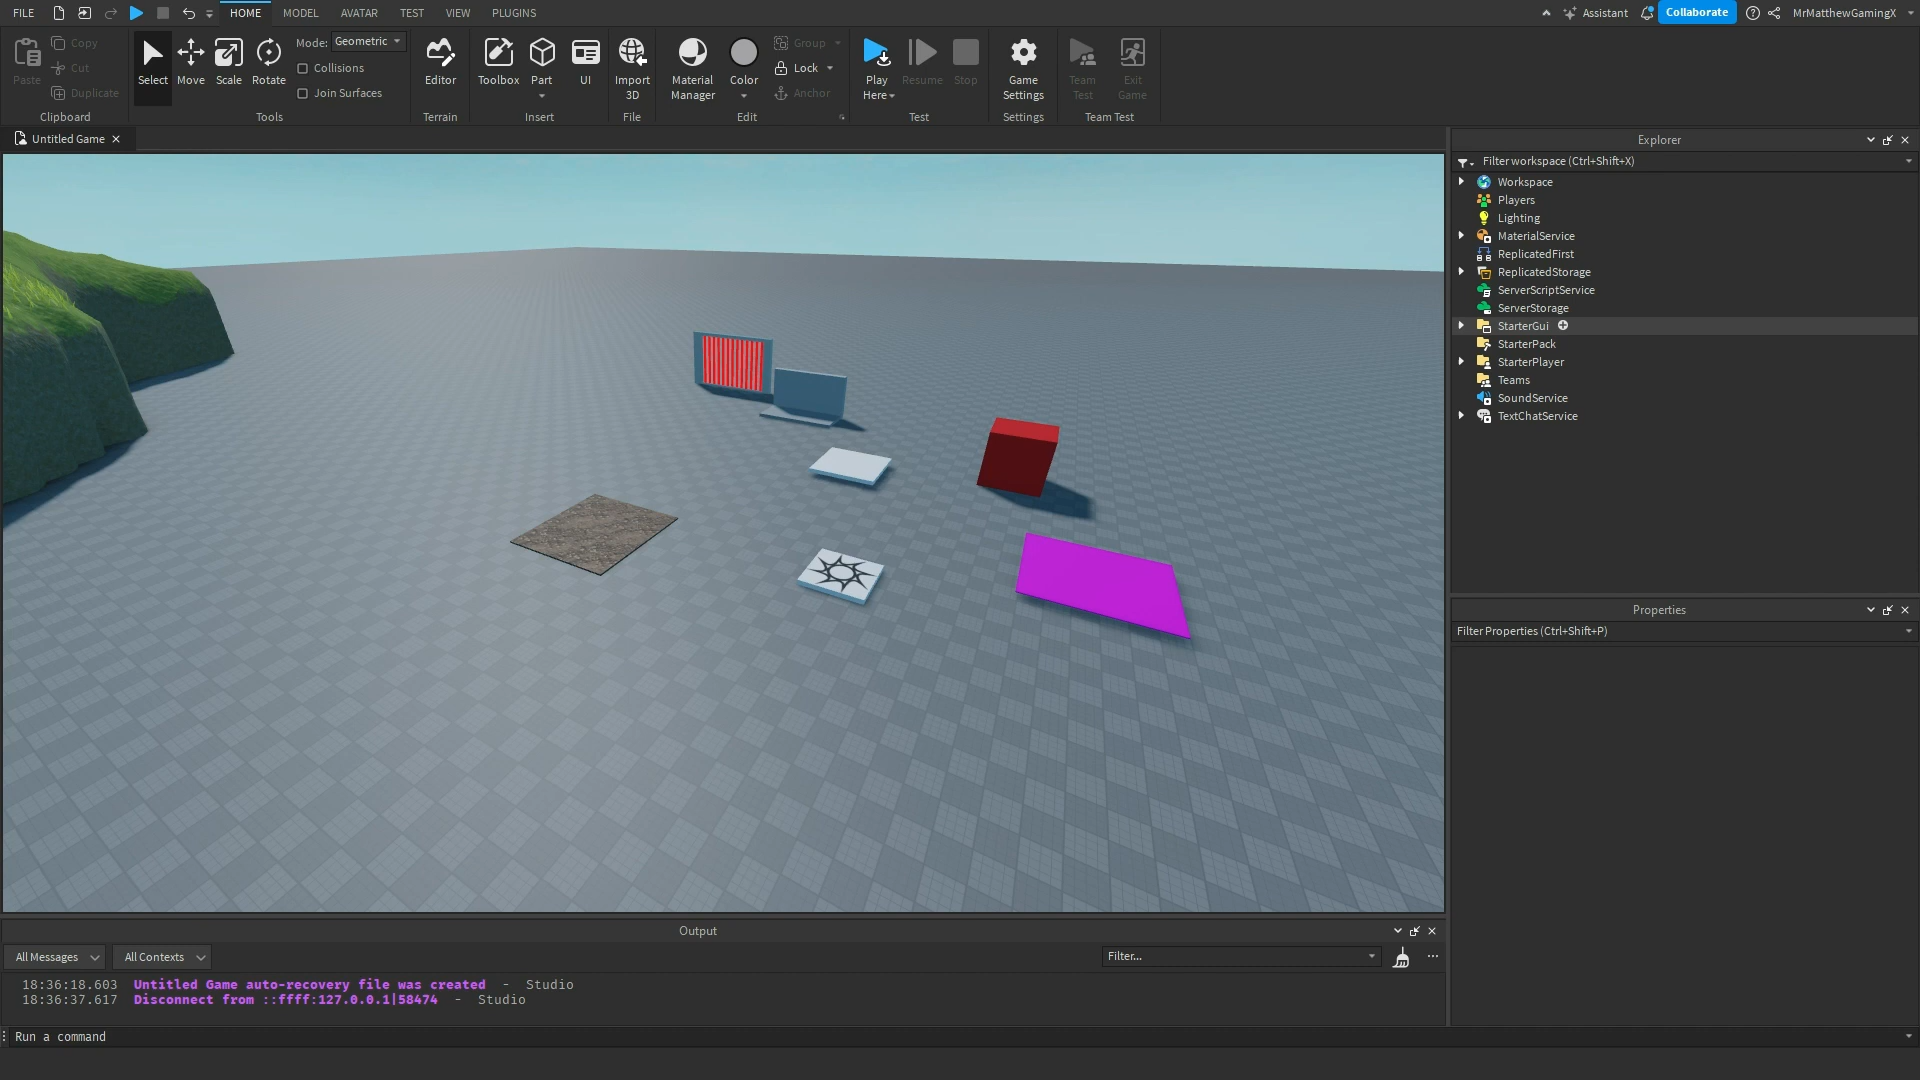 FILE HOME MODEL AVATAR TEST VIEW PLUGINS Assistant Collaborate MrMatthewGamingX
Paste Copy Cut Duplicate
Clipboard
Select Move Scale Rotate
Mode: Geometric
Collisions
Join Surfaces
Tools
Editor
Terrain
Toolbox Part UI
Insert
Import 3D
File
Material Manager Color Group Lock Anchor
Edit
Play Here Resume Stop
Test
Game Settings
Settings
Team Test Exit Game
Team Test
Untitled Game
Explorer
Filter workspace (Ctrl+Shift+X)
Workspace
Players
Lighting
MaterialService
ReplicatedFirst
ReplicatedStorage
ServerScriptService
ServerStorage
StarterGui
StarterPack
StarterPlayer
Teams
SoundService
TextChatService
Properties
Filter Properties (Ctrl+Shift+P)
Output
All Messages All Contexts Filter...
18:36:18.603 Untitled Game auto-recovery file was created - Studio
18:36:37.617 Disconnect from ::ffff:127.0.0.1|58474 - Studio
Run a command